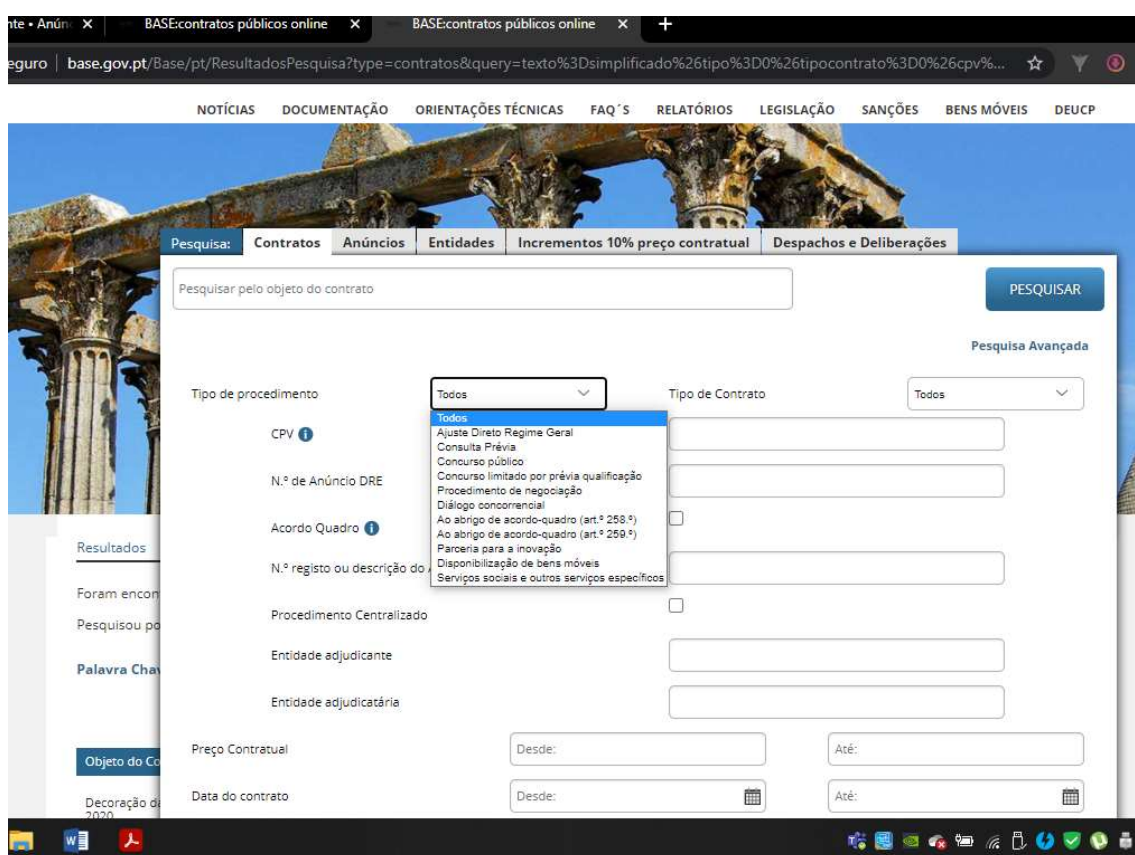 nte • Anún X BASE:contratos públicos online X BASE:contratos públicos online X +
eguro | base.gov.pt/Base/pt/ResultadosPesquisa?type=contratos&query=texto%3Dsimplificado%26tipo%3D0%26tipocontrato%3D0%26cpv%...
NOTÍCIAS DOCUMENTAÇÃO ORIENTAÇÕES TÉCNICAS FAQ´S RELATÓRIOS LEGISLAÇÃO SANÇÕES BENS MÓVEIS DEUCP
Pesquisa: Contratos Anúncios Entidades Incrementos 10% preço contratual Despachos e Deliberações
Pesquisar pelo objeto do contrato PESQUISAR
Pesquisa Avançada
Tipo de procedimento Todos Tipo de Contrato Todos
Todos
Ajuste Direto Regime Geral
Consulta Prévia
Concurso público
Concurso limitado por prévia qualificação
Procedimento de negociação
Diálogo concorrencial
Ao abrigo de acordo-quadro (art.º 258.º)
Ao abrigo de acordo-quadro (art.º 259.º)
Parceria para a inovação
Disponibilização de bens móveis
Serviços sociais e outros serviços específicos
CPV
N.º de Anúncio DRE
Acordo Quadro
N.º registo ou descrição do
Procedimento Centralizado
Entidade adjudicante
Entidade adjudicatária
Preço Contratual Desde: Até:
Data do contrato Desde: Até:
Resultados
Foram encon
Pesquisou po
Palavra Chav
Objeto do Co
Decoração da
2020